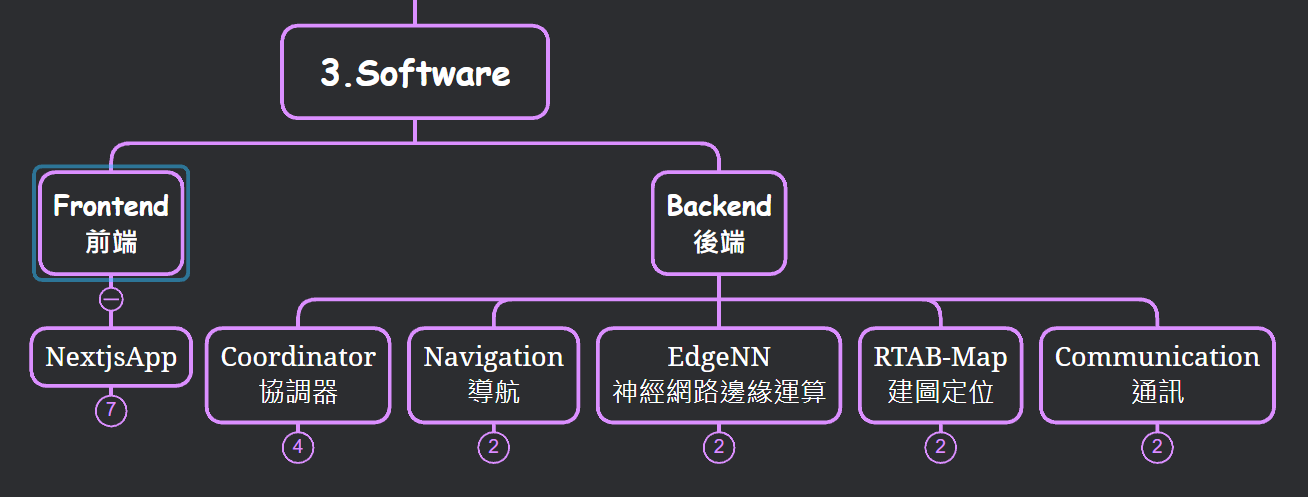 3.Software
Frontend
前端
Backend
後端
NextjsApp
7
Coordinator
協調器
4
Navigation
導航
2
EdgeNN
神經網路邊緣運算
2
RTAB-Map
建圖定位
2
Communication
通訊
2